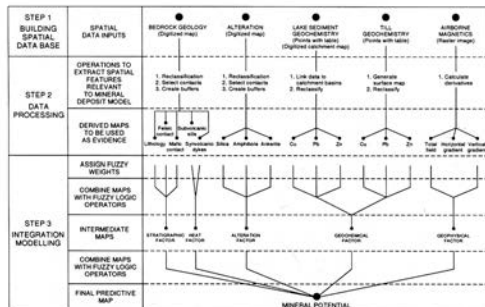 STEP 1
BUILDING
SPATIAL
DATA BASE
SPATIAL
DATA INPUTS
BEDROCK GEOLOGY
(Digitized map)
ALTERATION
(Digitized map)
LAKE SEDIMENT
GEOCHEMISTRY
(Points with table)
(Digitized catchment map)
TILL
GEOCHEMISTRY
(Points with table)
AIRBORNE
MAGNETICS
(Raster image)
STEP 2
DATA
PROCESSING
OPERATIONS TO
EXTRACT SPATIAL
FEATURES
RELEVANT
TO MINERAL
DEPOSIT MODEL
1. Reclassification
2. Select contacts
3. Create buffers
1. Reclassification
2. Select contacts
3. Create buffers
1. Link data to
catchment basins
2. Reclassify
1. Generate
surface map
2. Reclassify
1. Calculate
derivatives
DERIVED MAPS
TO BE USED
AS EVIDENCE
Felsic
contact
Subvolcanic
sills
Lithology
Mafic
contact
Synvolcanic
dykes
Silica
Amphibole
Ankerite
Cu
Pb
Zn
Cu
Pb
Zn
Total
field
Horizontal
gradient
Vertical
gradient
STEP 3
INTEGRATION
MODELLING
ASSIGN FUZZY
WEIGHTS
COMBINE MAPS
WITH FUZZY LOGIC
OPERATORS
INTERMEDIATE
MAPS
STRATIGRAPHIC
FACTOR
HEAT
FACTOR
ALTERATION
FACTOR
GEOCHEMICAL
FACTOR
GEOPHYSICAL
FACTOR
COMBINE MAPS
WITH FUZZY LOGIC
OPERATORS
FINAL PREDICTIVE
MAP
MINERAL POTENTIAL